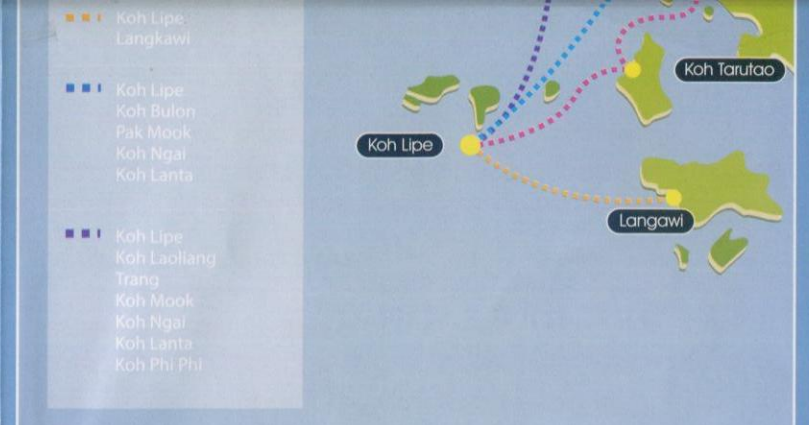 Koh Lipe
Langkawi
Koh Lipe
Koh Bulon
Pak Mook
Koh Ngai
Koh Lanta
Koh Lipe
Koh Laoliang
Trang
Koh Mook
Koh Ngai
Koh Lanta
Koh Phi Phi
Koh Tarutao
Koh Lipe
Langawi